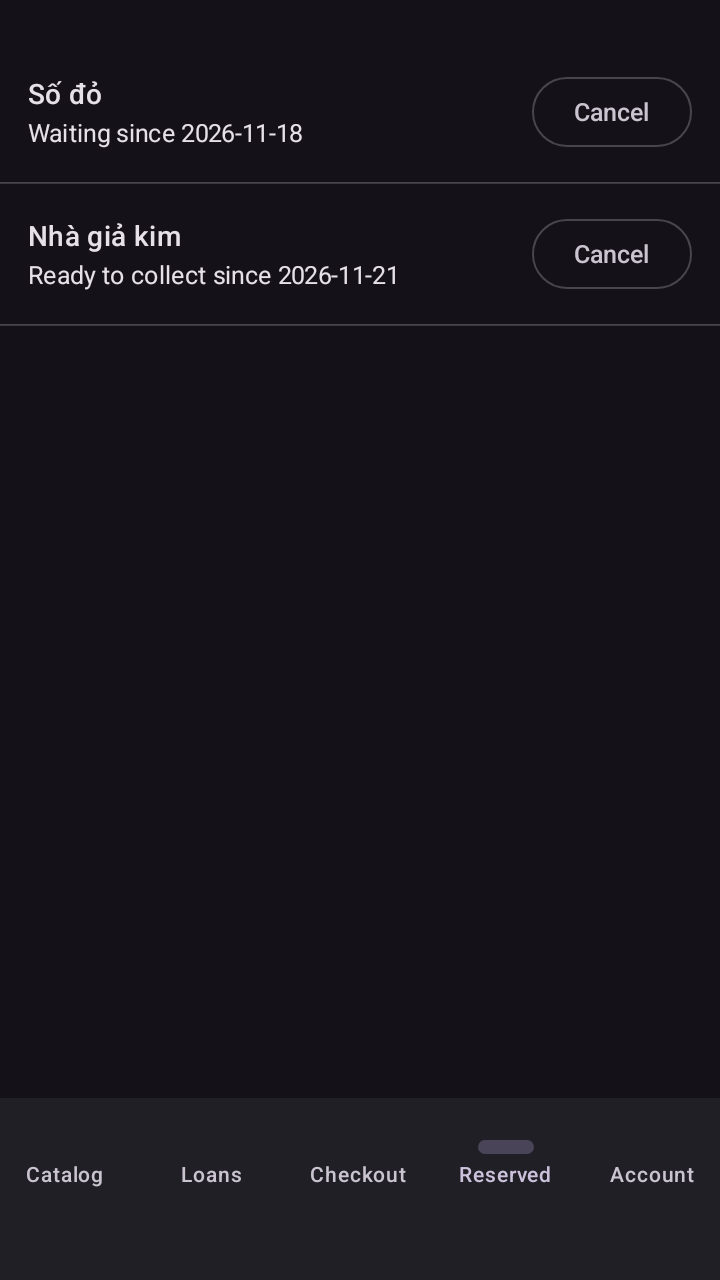 Số đỏ
Waiting since 2026-11-18
Cancel
Nhà giả kim
Ready to collect since 2026-11-21
Cancel
Catalog
Loans
Checkout
Reserved
Account